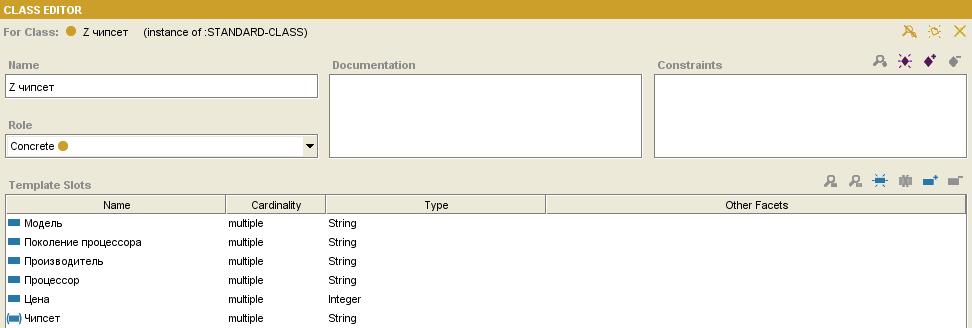 CLASS EDITOR
For Class: Z чипсет (instance of :STANDARD-CLASS)
Name Documentation Constraints
Z чипсет
Role
Concrete
Template Slots
Name Cardinality Type Other Facets
Модель multiple String
Поколение процессора multiple String
Производитель multiple String
Процессор multiple String
Цена multiple Integer
Чипсет multiple String